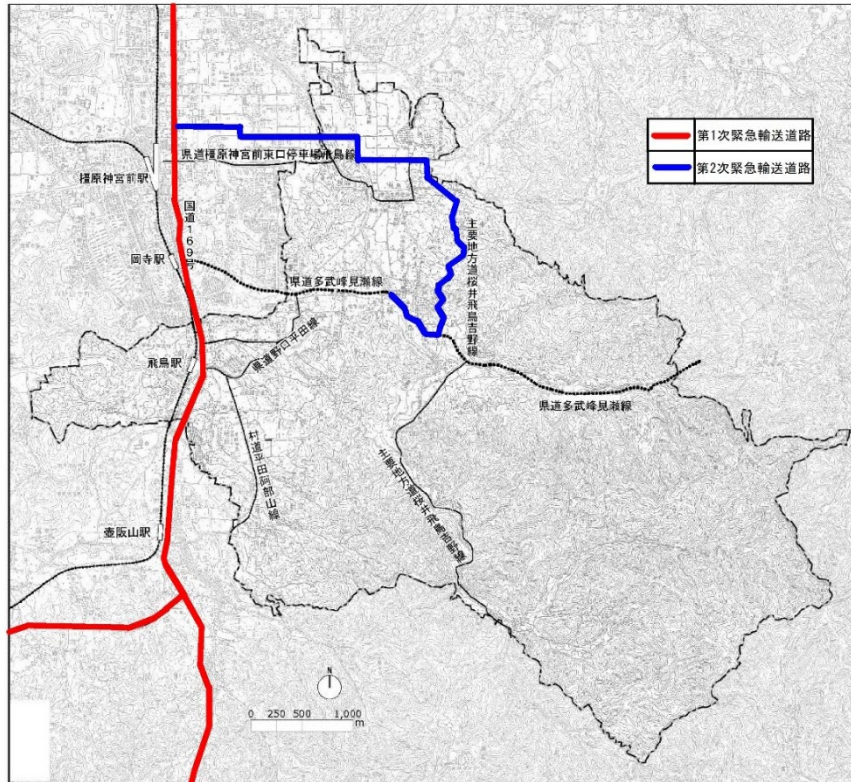 第1次緊急輸送道路
第2次緊急輸送道路
県道橿原神宮前東口停車場飛鳥線
橿原神宮前駅
国道169号
主要地方道桜井飛鳥吉野線
岡寺駅
県道多武峰見瀬線
県道野口平田線
飛鳥駅
県道多武峰見瀬線
村道平田阿部山線
主要地方道桜井飛鳥吉野線
壺阪山駅
N
0 250 500 1,000
m